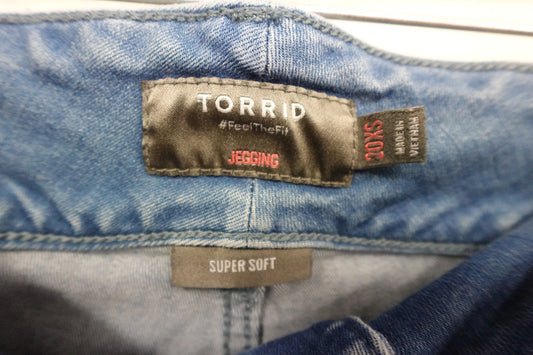 TORRID
#FeelTheFit
JEGGING
20XS
MADE IN
VIETNAM
SUPER SOFT